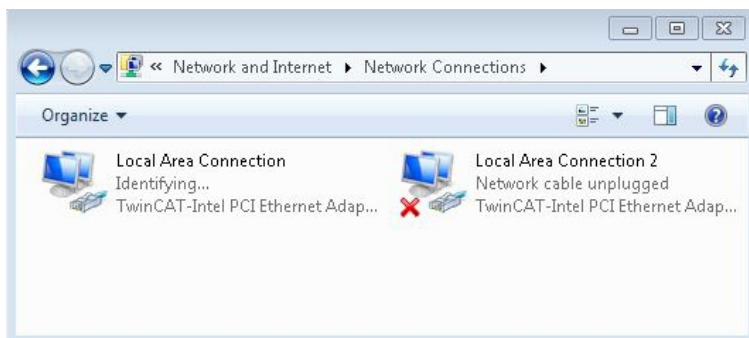 « Network and Internet ▸ Network Connections ▸
Organize
Local Area Connection
Identifying...
TwinCAT-Intel PCI Ethernet Adap...
Local Area Connection 2
Network cable unplugged
TwinCAT-Intel PCI Ethernet Adap...